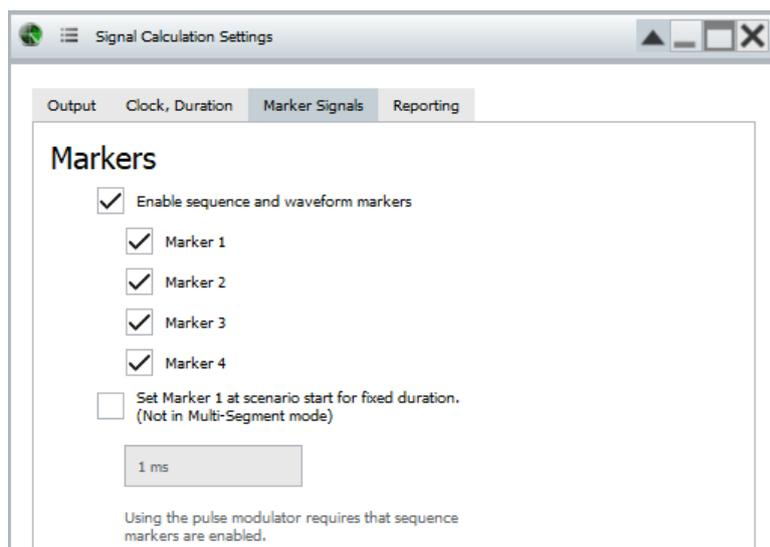 Signal Calculation Settings
Output Clock, Duration Marker Signals Reporting
Markers
Enable sequence and waveform markers
Marker 1
Marker 2
Marker 3
Marker 4
Set Marker 1 at scenario start for fixed duration.
(Not in Multi-Segment mode)
1 ms
Using the pulse modulator requires that sequence
markers are enabled.